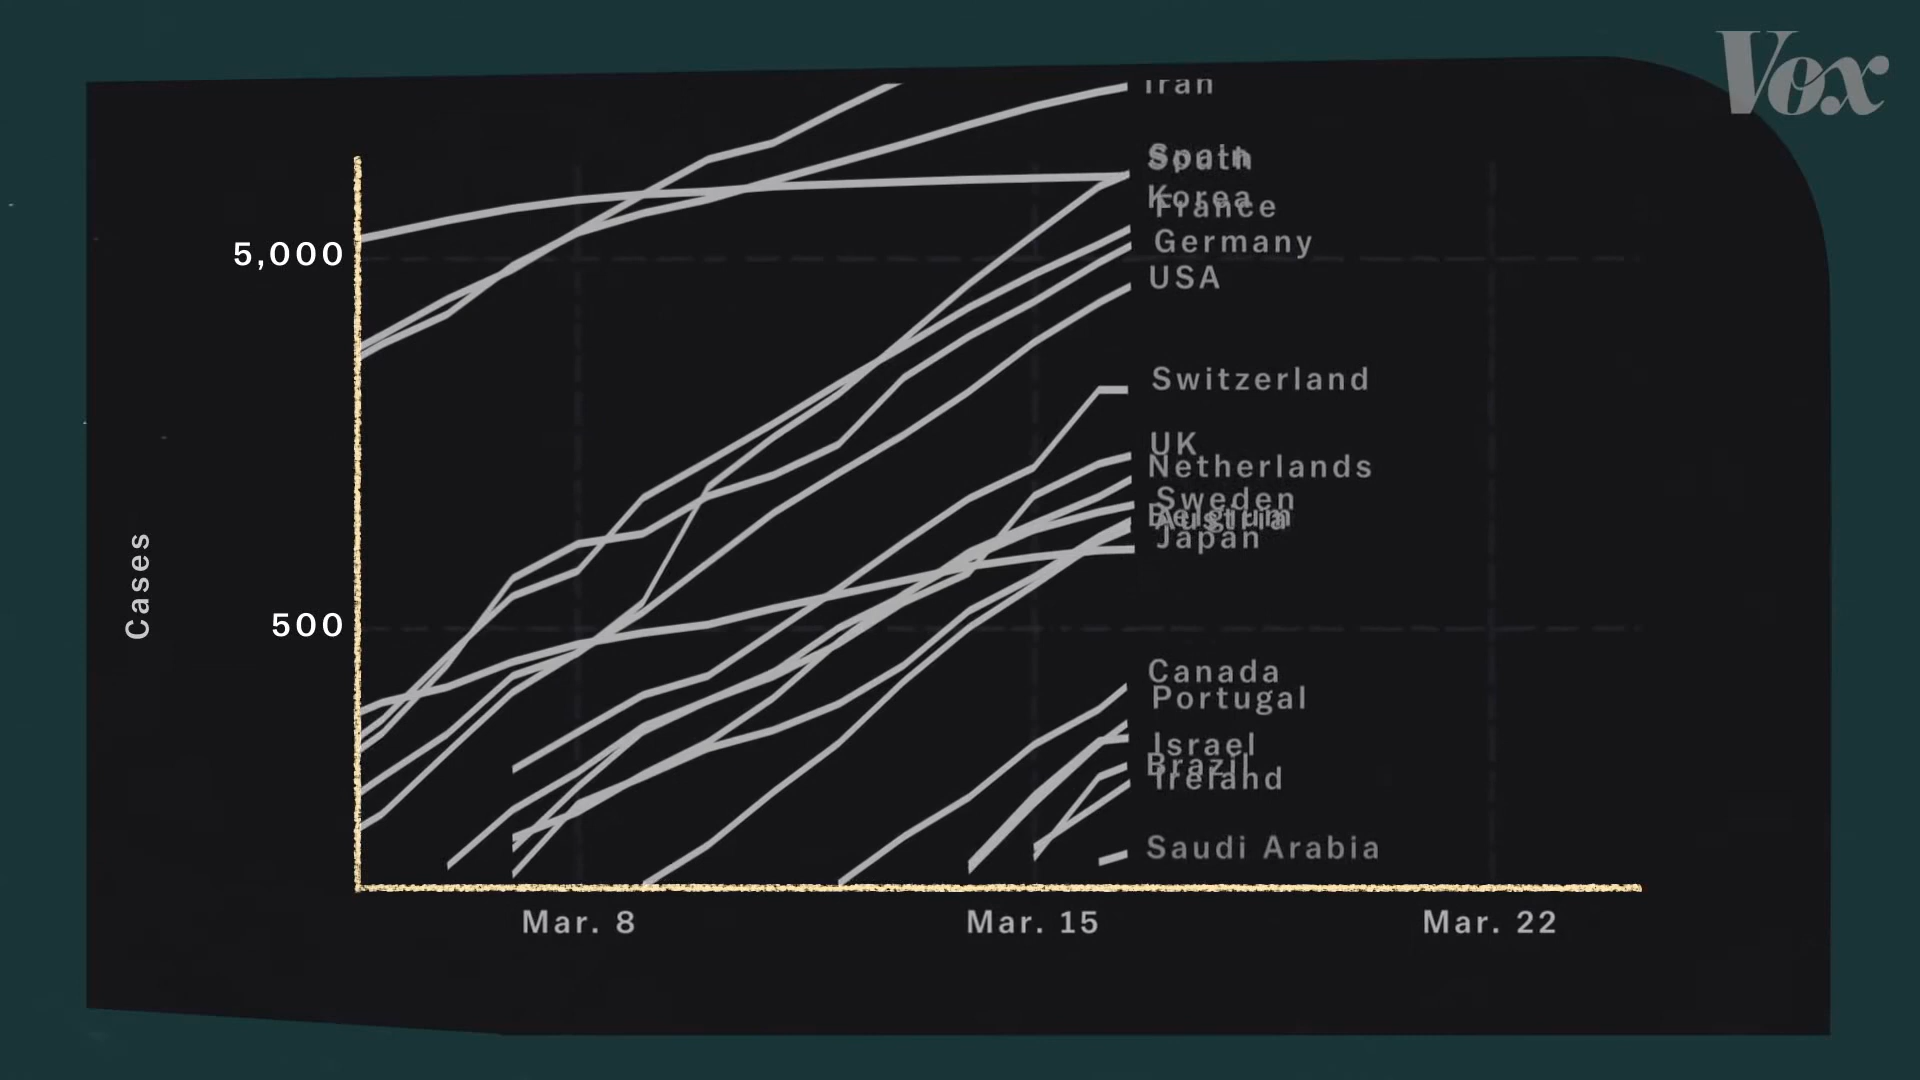 Vox
Iran
Spain
South
Korea
France
Germany
5,000
USA
Switzerland
UK
Netherlands
Sweden
Belgium
Austria
Japan
Cases
500
Canada
Portugal
Israel
Brazil
Ireland
Saudi Arabia
Mar. 8
Mar. 15
Mar. 22